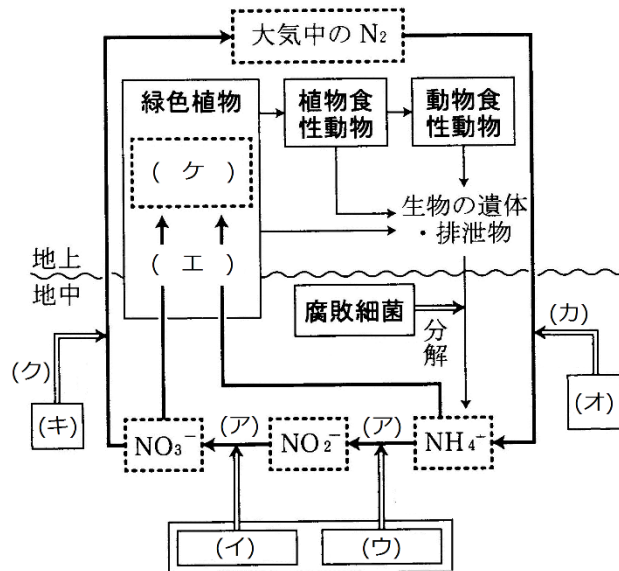 大気中の N₂
緑色植物
植物食
性動物
動物食
性動物
( ケ )
生物の遺体
・排泄物
( エ )
地上
地中
腐敗細菌
分解
(ク)
(カ)
(キ)
(オ)
NO₃⁻
(ア)
NO₂⁻
(ア)
NH₄⁺
(イ)
(ウ)